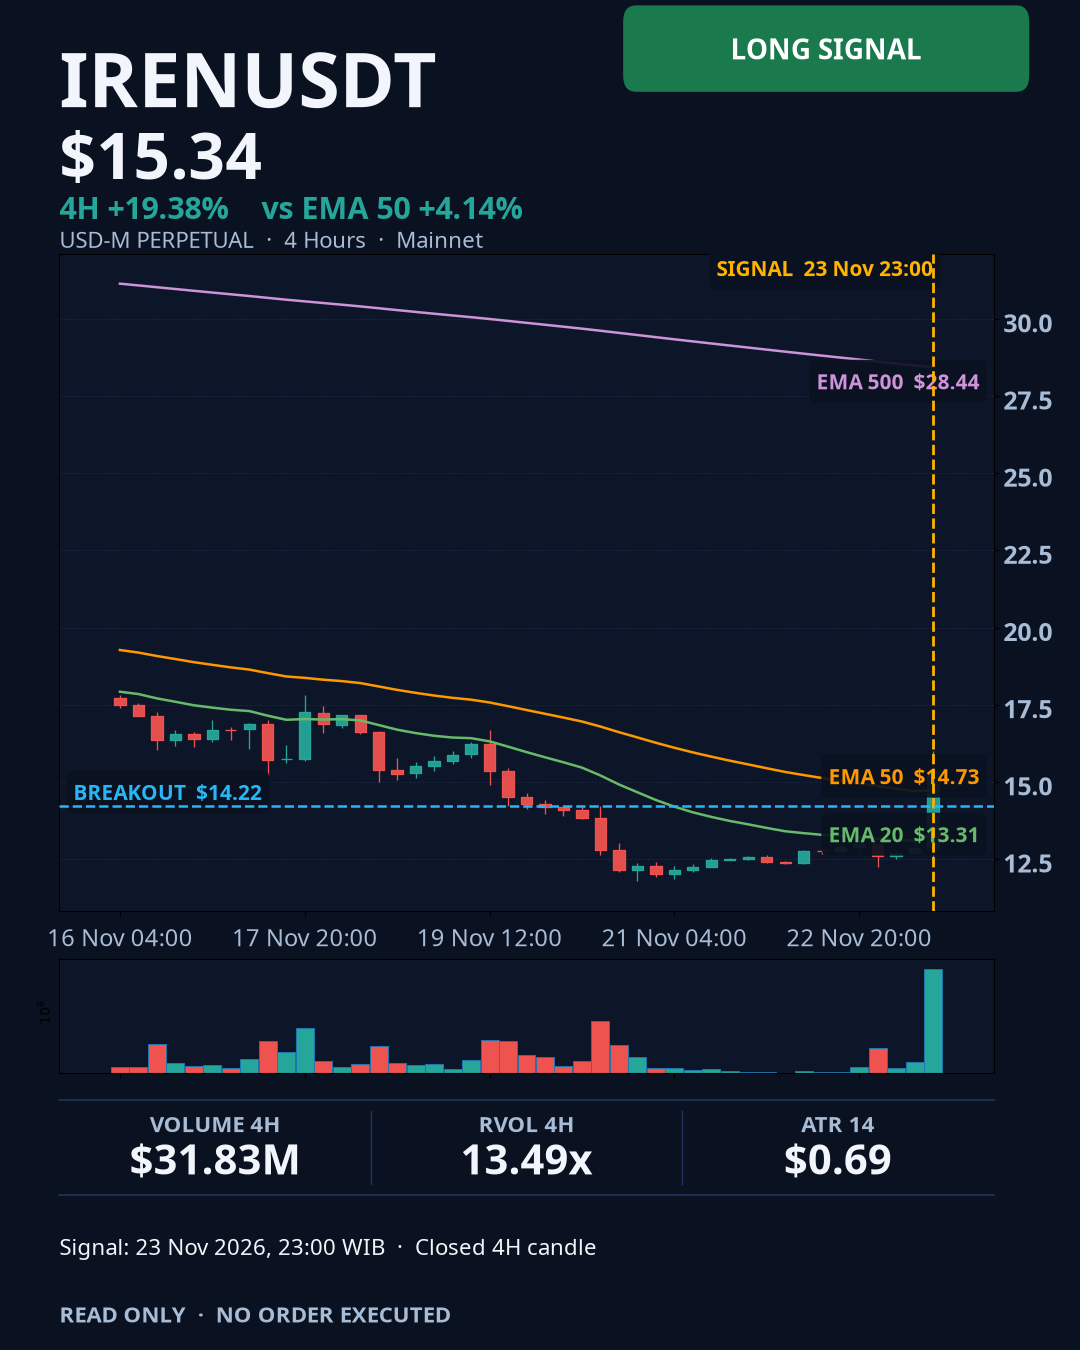 LONG SIGNAL
IRENUSDT
$15.34
4H +19.38% vs EMA 50 +4.14%
USD-M PERPETUAL · 4 Hours · Mainnet
SIGNAL 23 Nov 23:00
30.0
EMA 500 $28.44
27.5
25.0
22.5
20.0
17.5
EMA 50 $14.73
15.0
BREAKOUT $14.22
EMA 20 $13.31
12.5
16 Nov 04:00
17 Nov 20:00
19 Nov 12:00
21 Nov 04:00
22 Nov 20:00
10⁶
VOLUME 4H
$31.83M
RVOL 4H
13.49x
ATR 14
$0.69
Signal: 23 Nov 2026, 23:00 WIB · Closed 4H candle
READ ONLY · NO ORDER EXECUTED